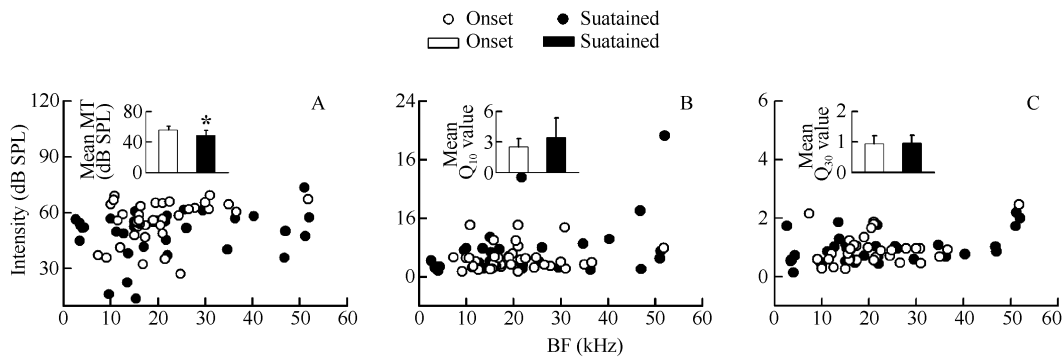 Onset Suatained
Onset Suatained
A
120
90
60
30
Intensity (dB SPL)
80
40
0
Mean MT
(dB SPL)
*
0 10 20 30 40 50 60
B
24
16
16
0
6
3
0
Mean
Q10 value
0 10 20 30 40 50 60
C
6
4
2
0
2
1
0
Mean
Q30 value
0 10 20 30 40 50 60
BF (kHz)